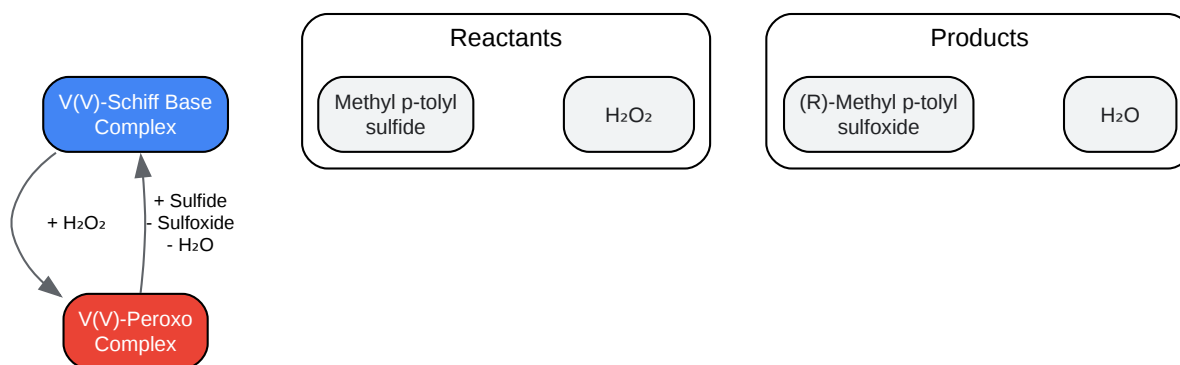 Reactants
Products
V(V)-Schiff Base
Complex
Methyl p-tolyl
sulfide
H₂O₂
(R)-Methyl p-tolyl
sulfoxide
H₂O
+ H₂O₂
+ Sulfide
- Sulfoxide
- H₂O
V(V)-Peroxo
Complex